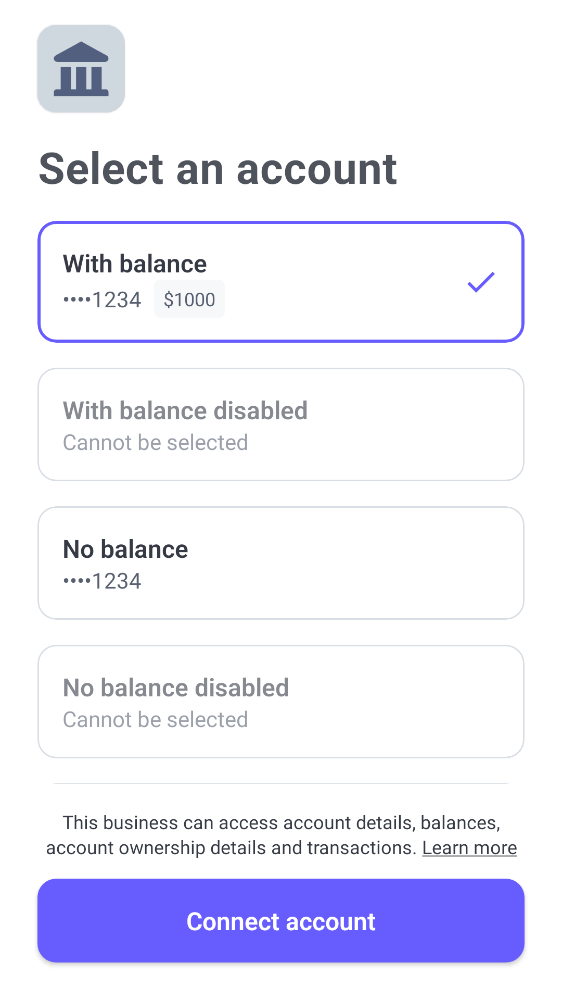 Select an account
With balance
••••1234 $1000
With balance disabled
Cannot be selected
No balance
••••1234
No balance disabled
Cannot be selected
This business can access account details, balances,
account ownership details and transactions. Learn more
Connect account